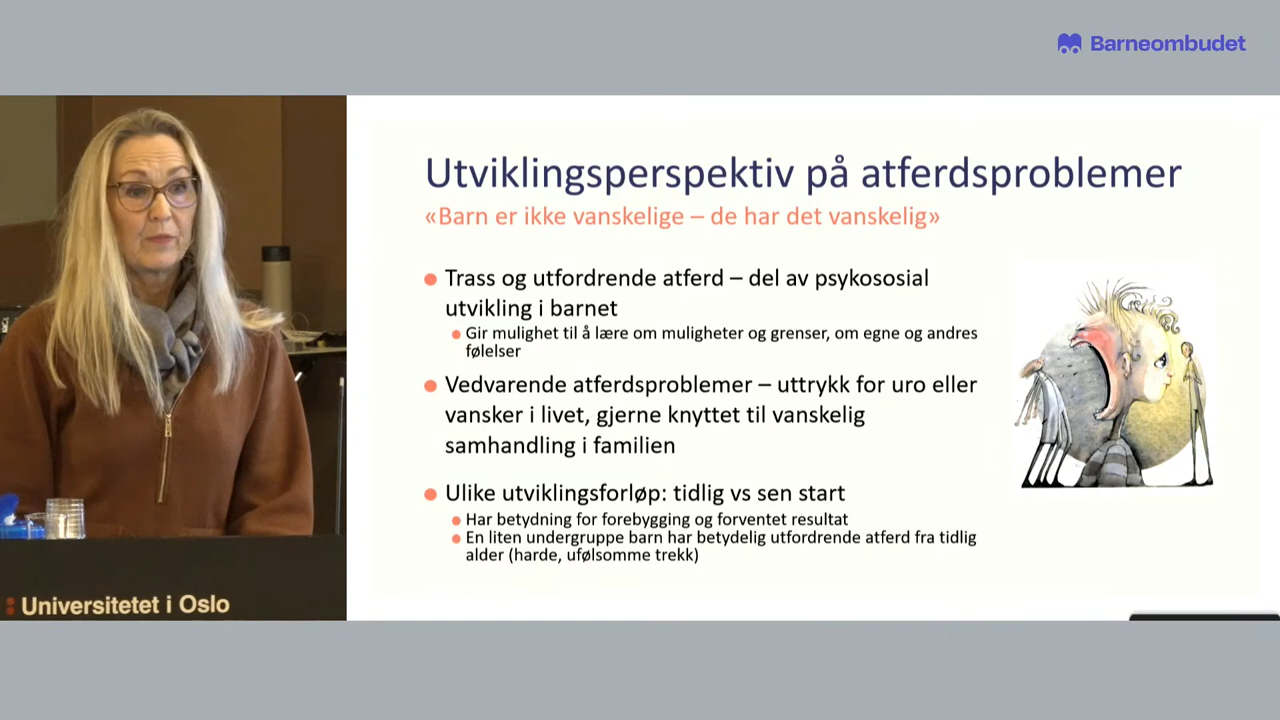 Barneombudet
Utviklingsperspektiv på atferdsproblemer
«Barn er ikke vanskelige – de har det vanskelig»
Trass og utfordrende atferd – del av psykososial
utvikling i barnet
Gir mulighet til å lære om muligheter og grenser, om egne og andres
følelser
Vedvarende atferdsproblemer – uttrykk for uro eller
vansker i livet, gjerne knyttet til vanskelig
samhandling i familien
Ulike utviklingsforløp: tidlig vs sen start
Har betydning for forebygging og forventet resultat
En liten undergruppe barn har betydelig utfordrende atferd fra tidlig
alder (harde, ufølsomme trekk)
Universitetet i Oslo